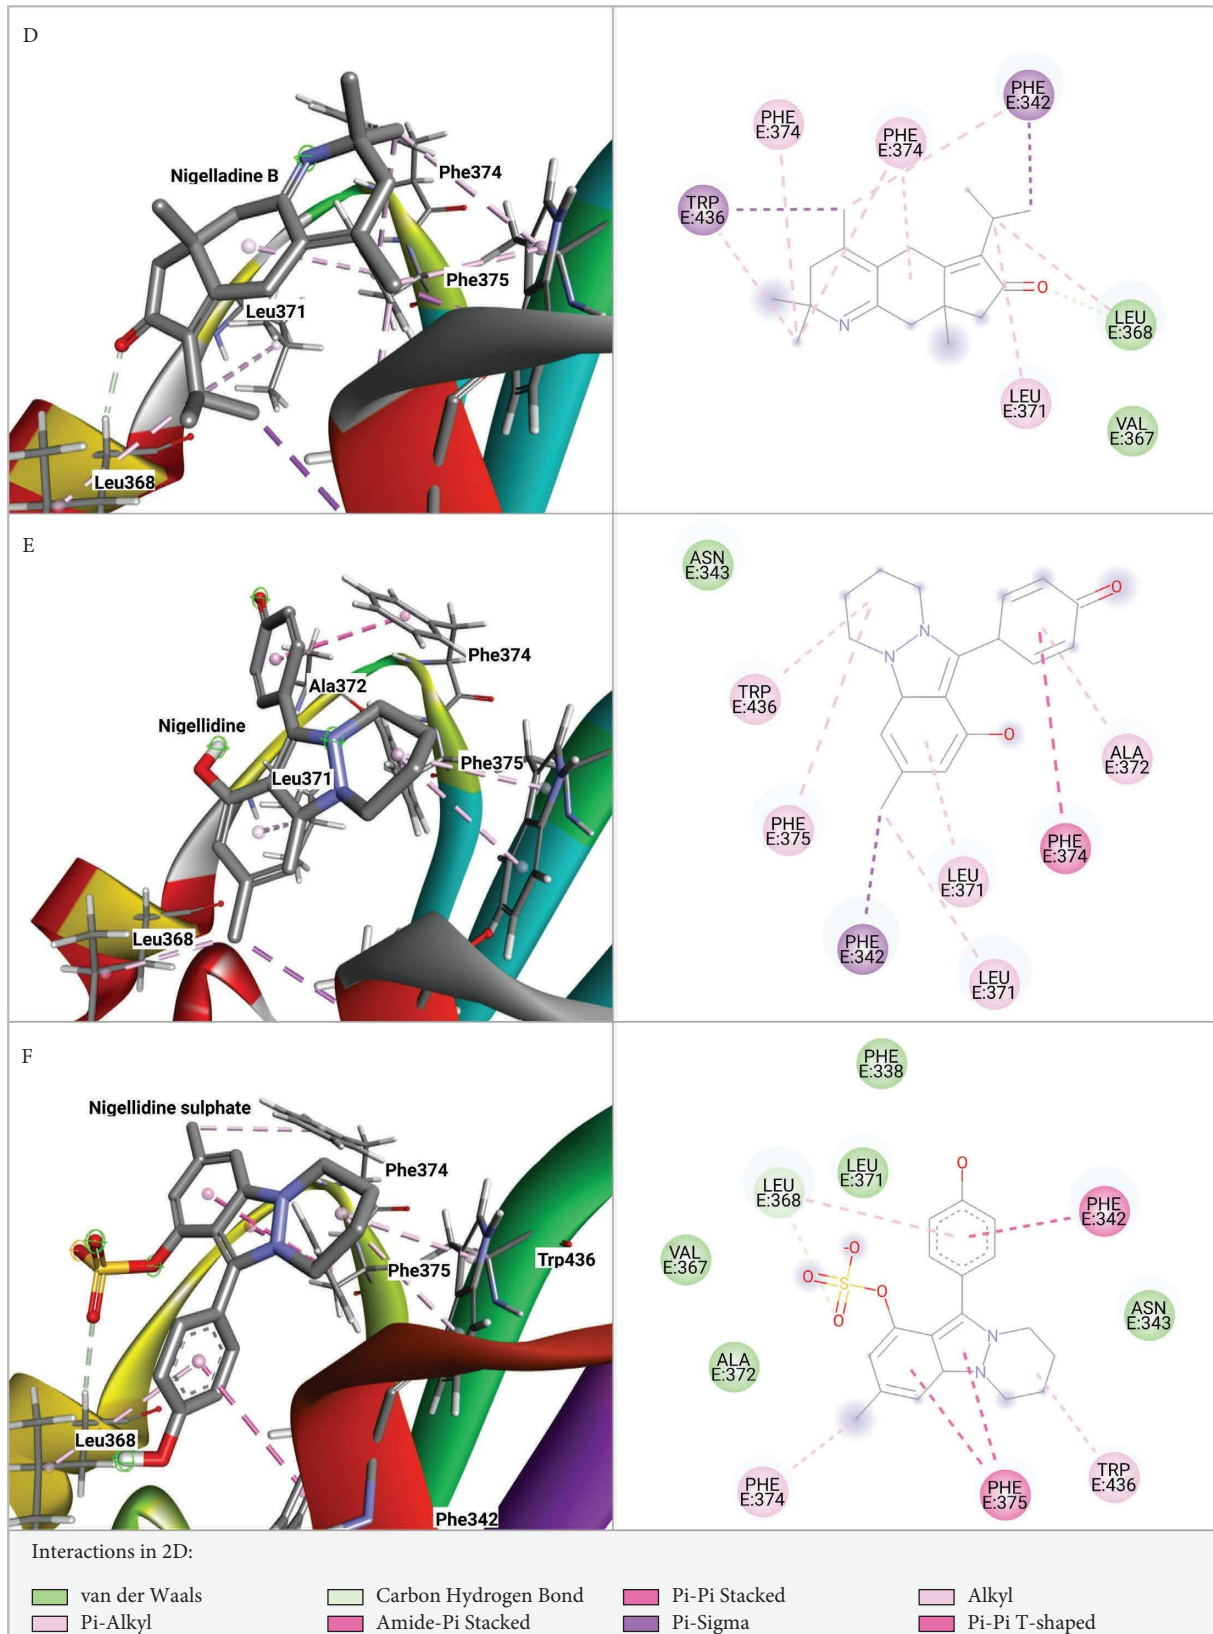 D
Nigelladine B
Phe374
Phe375
Leu371
Leu368
PHE
E:342
PHE
E:374
PHE
E:374
TRP
E:436
N
O
LEU
E:368
LEU
E:371
VAL
E:367
E
Phe374
Ala372
Nigellidine
Phe375
Leu371
Leu368
ASN
E:343
O
N
N
TRP
E:436
O
ALA
E:372
PHE
E:375
PHE
E:374
LEU
E:371
PHE
E:342
LEU
E:371
F
Nigellidine sulphate
Phe374
Trp436
Phe375
Leu368
Phe342
PHE
E:338
LEU
E:371
O
LEU
E:368
PHE
E:342
VAL
E:367
-O
O
S
O
O
ASN
E:343
N
N
ALA
E:372
PHE
E:374
PHE
E:375
TRP
E:436
Interactions in 2D:
van der Waals Carbon Hydrogen Bond Pi-Pi Stacked Alkyl
Pi-Alkyl Amide-Pi Stacked Pi-Sigma Pi-Pi T-shaped